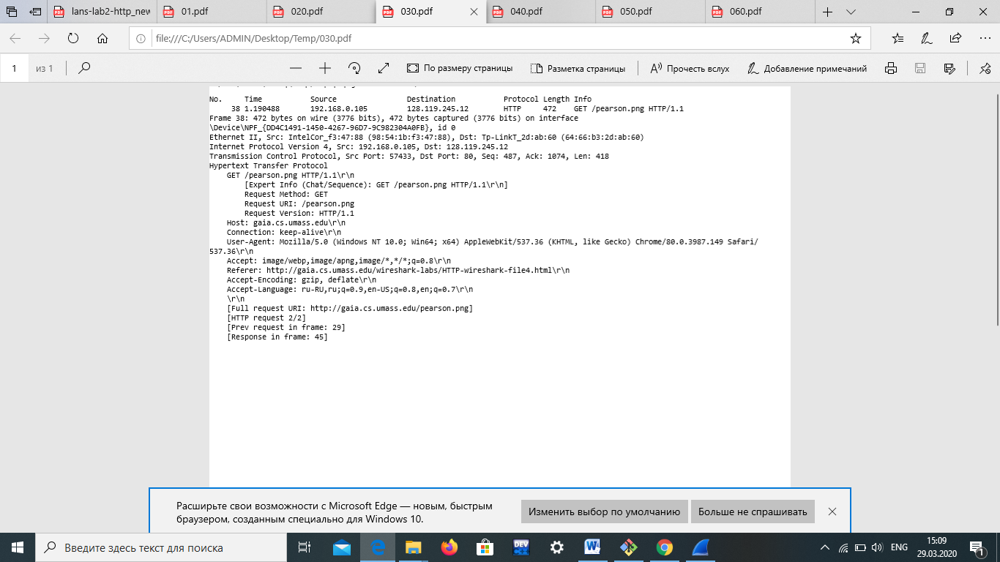 lans-lab2-http_new
01.pdf
020.pdf
030.pdf
040.pdf
050.pdf
060.pdf
file:///C:/Users/ADMIN/Desktop/Temp/030.pdf
1 из 1
По размеру страницы
Разметка страницы
Прочесть вслух
Добавление примечаний
No. Time Source Destination Protocol Length Info
38 1.190488 192.168.0.105 128.119.245.12 HTTP 472 GET /pearson.png HTTP/1.1
Frame 38: 472 bytes on wire (3776 bits), 472 bytes captured (3776 bits) on interface
\Device\NPF_{DD4C1491-1450-4267-96D7-9C982304A0FB}, id 0
Ethernet II, Src: IntelCor_f3:47:88 (98:54:1b:f3:47:88), Dst: Tp-LinkT_2d:ab:60 (64:66:b3:2d:ab:60)
Internet Protocol Version 4, Src: 192.168.0.105, Dst: 128.119.245.12
Transmission Control Protocol, Src Port: 57433, Dst Port: 80, Seq: 487, Ack: 1074, Len: 418
Hypertext Transfer Protocol
GET /pearson.png HTTP/1.1\r\n
[Expert Info (Chat/Sequence): GET /pearson.png HTTP/1.1\r\n]
Request Method: GET
Request URI: /pearson.png
Request Version: HTTP/1.1
Host: gaia.cs.umass.edu\r\n
Connection: keep-alive\r\n
User-Agent: Mozilla/5.0 (Windows NT 10.0; Win64; x64) AppleWebKit/537.36 (KHTML, like Gecko) Chrome/80.0.3987.149 Safari/
537.36\r\n
Accept: image/webp,image/apng,image/*,*/*;q=0.8\r\n
Referer: http://gaia.cs.umass.edu/wireshark-labs/HTTP-wireshark-file4.html\r\n
Accept-Encoding: gzip, deflate\r\n
Accept-Language: ru-RU,ru;q=0.9,en-US;q=0.8,en;q=0.7\r\n
\r\n
[Full request URI: http://gaia.cs.umass.edu/pearson.png]
[HTTP request 2/2]
[Prev request in frame: 29]
[Response in frame: 45]
Расширьте свои возможности с Microsoft Edge — новым, быстрым
браузером, созданным специально для Windows 10.
Изменить выбор по умолчанию
Больше не спрашивать
Введите здесь текст для поиска
DEV
ENG
15:09
29.03.2020
1